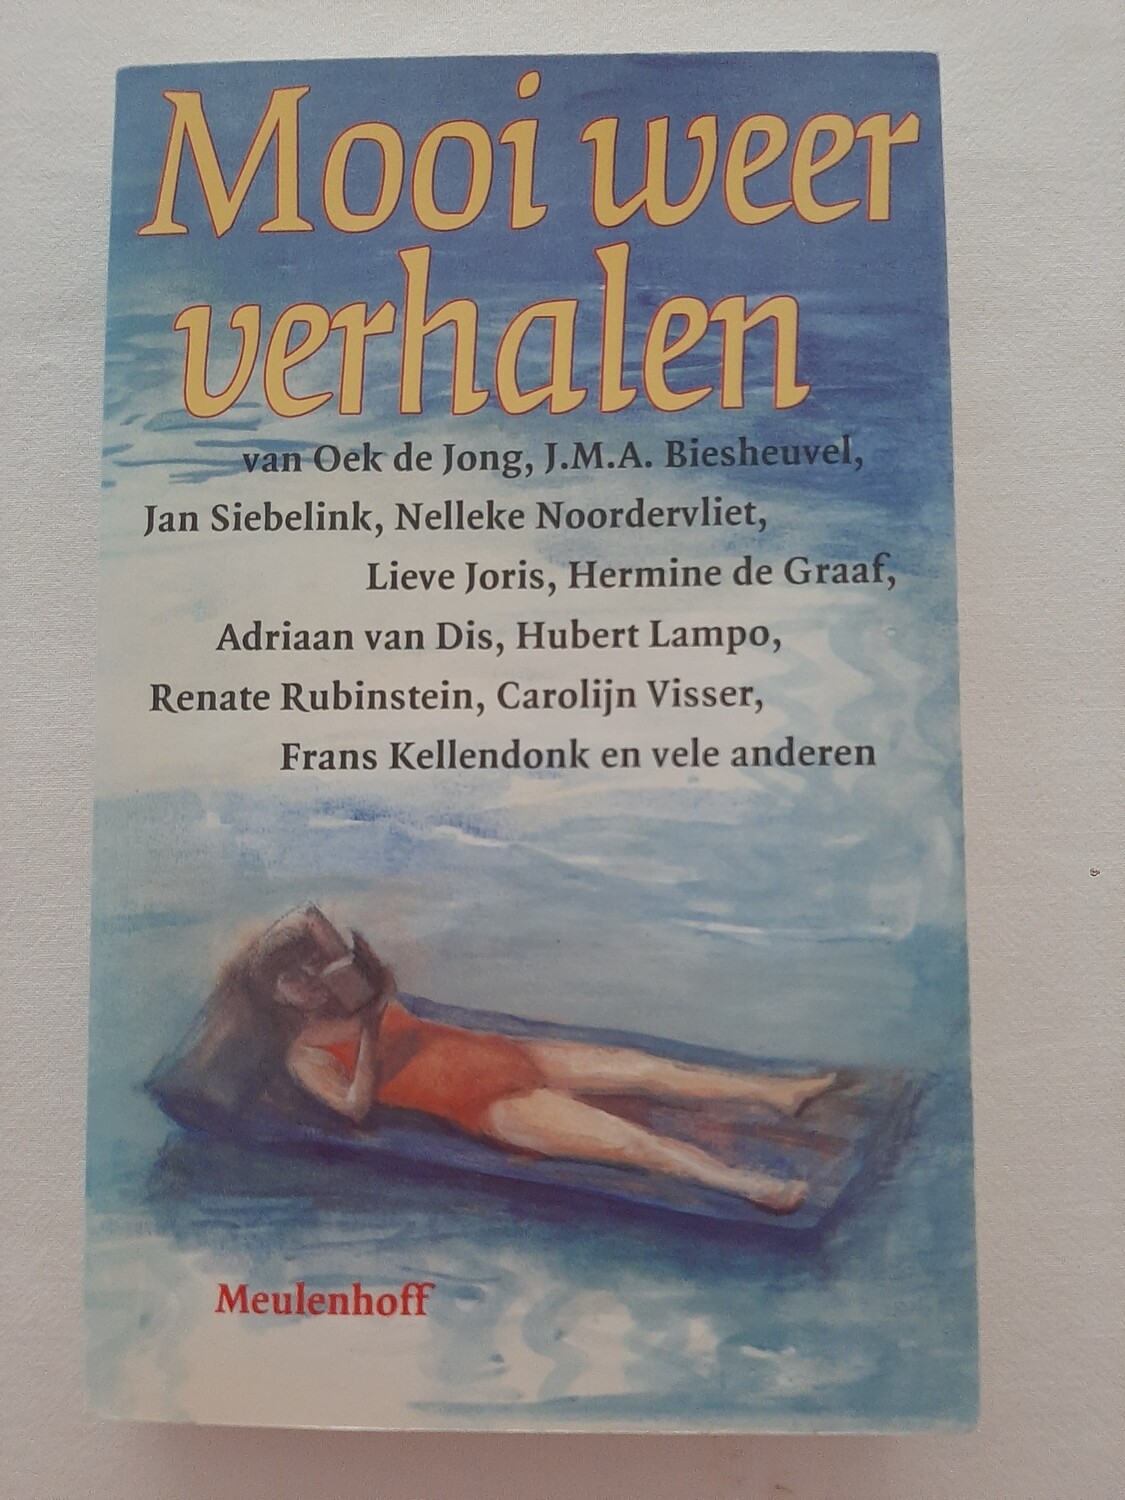 Mooi weer
verhalen
van Oek de Jong, J.M.A. Biesheuvel,
Jan Siebelink, Nelleke Noordervliet,
Lieve Joris, Hermine de Graaf,
Adriaan van Dis, Hubert Lampo,
Renate Rubinstein, Carolijn Visser,
Frans Kellendonk en vele anderen
Meulenhoff